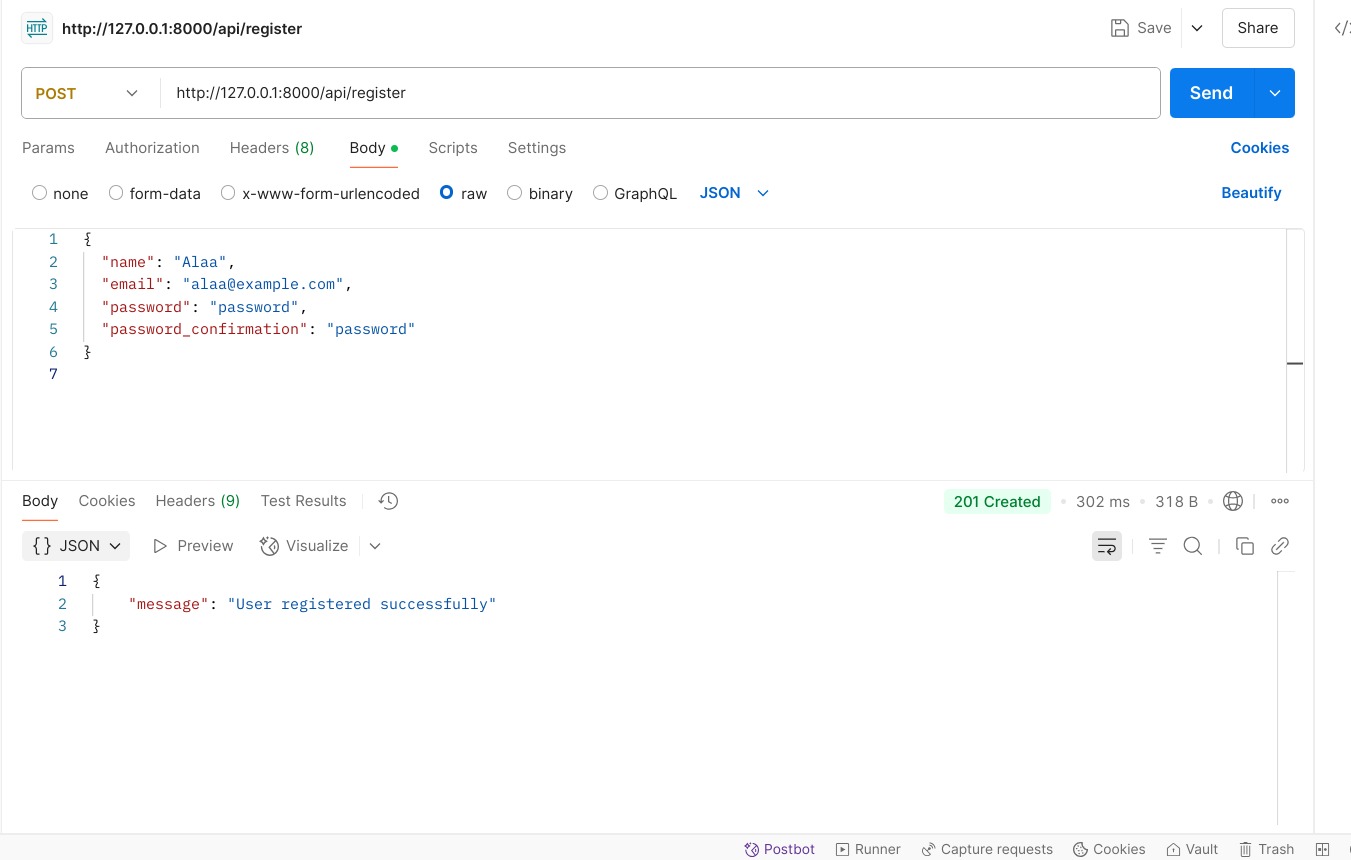 HTTP http://127.0.0.1:8000/api/register Save Share
POST http://127.0.0.1:8000/api/register Send
Params Authorization Headers (8) Body Scripts Settings Cookies
none form-data x-www-form-urlencoded raw binary GraphQL JSON Beautify
1 {
2 "name": "Alaa",
3 "email": "alaa@example.com",
4 "password": "password",
5 "password_confirmation": "password"
6 }
7
Body Cookies Headers (9) Test Results 201 Created 302 ms 318 B
{} JSON Preview Visualize
1 {
2 "message": "User registered successfully"
3 }
Postbot Runner Capture requests Cookies Vault Trash